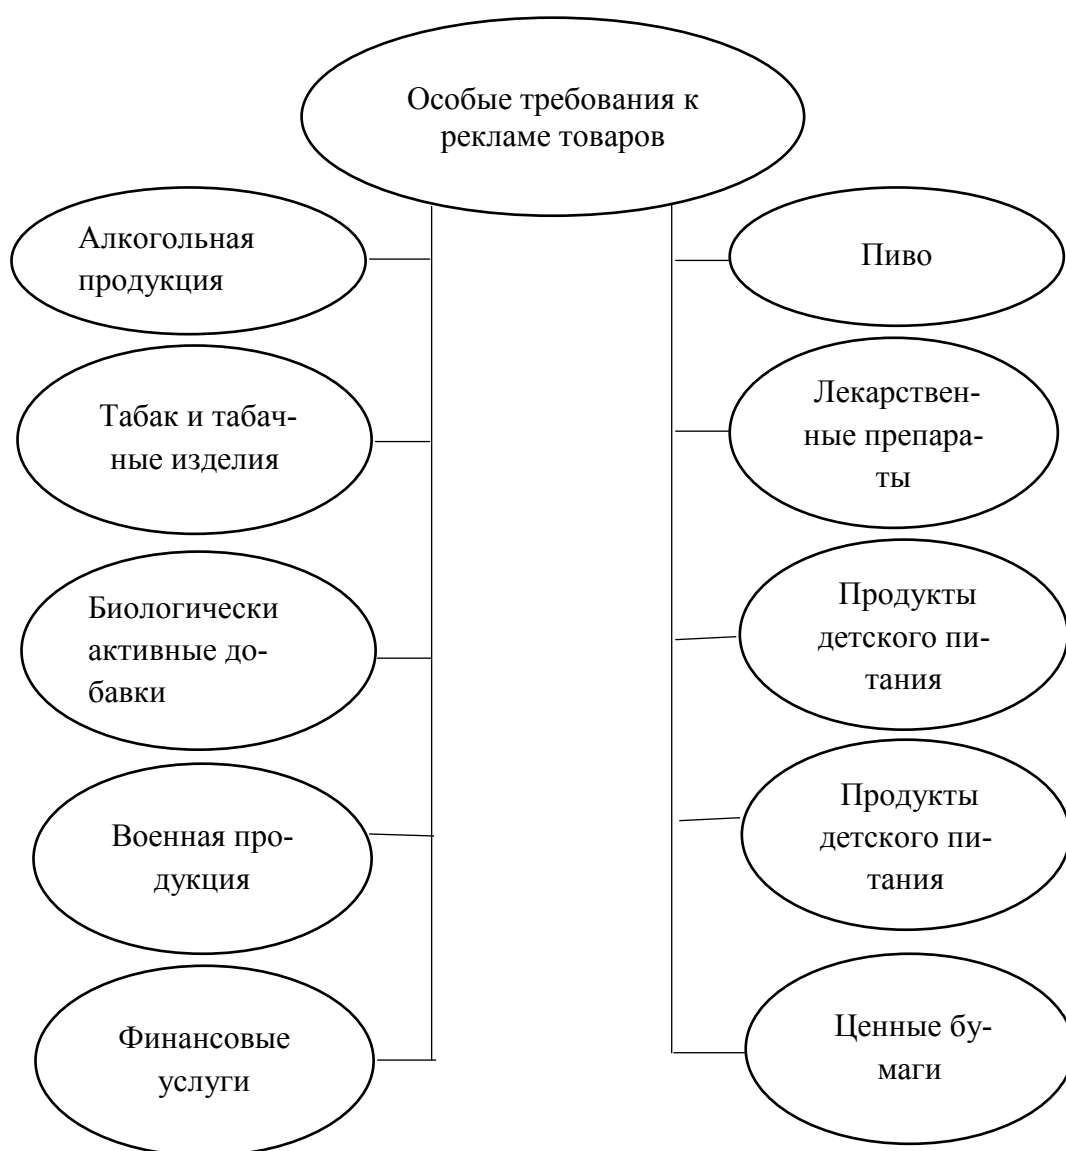 Особые требования к
рекламе товаров
Алкогольная
продукция
Пиво
Табак и табач-
ные изделия
Лекарствен-
ные препара-
ты
Биологически
активные до-
бавки
Продукты
детского пи-
тания
Военная про-
дукция
Продукты
детского пи-
тания
Финансовые
услуги
Ценные бу-
маги